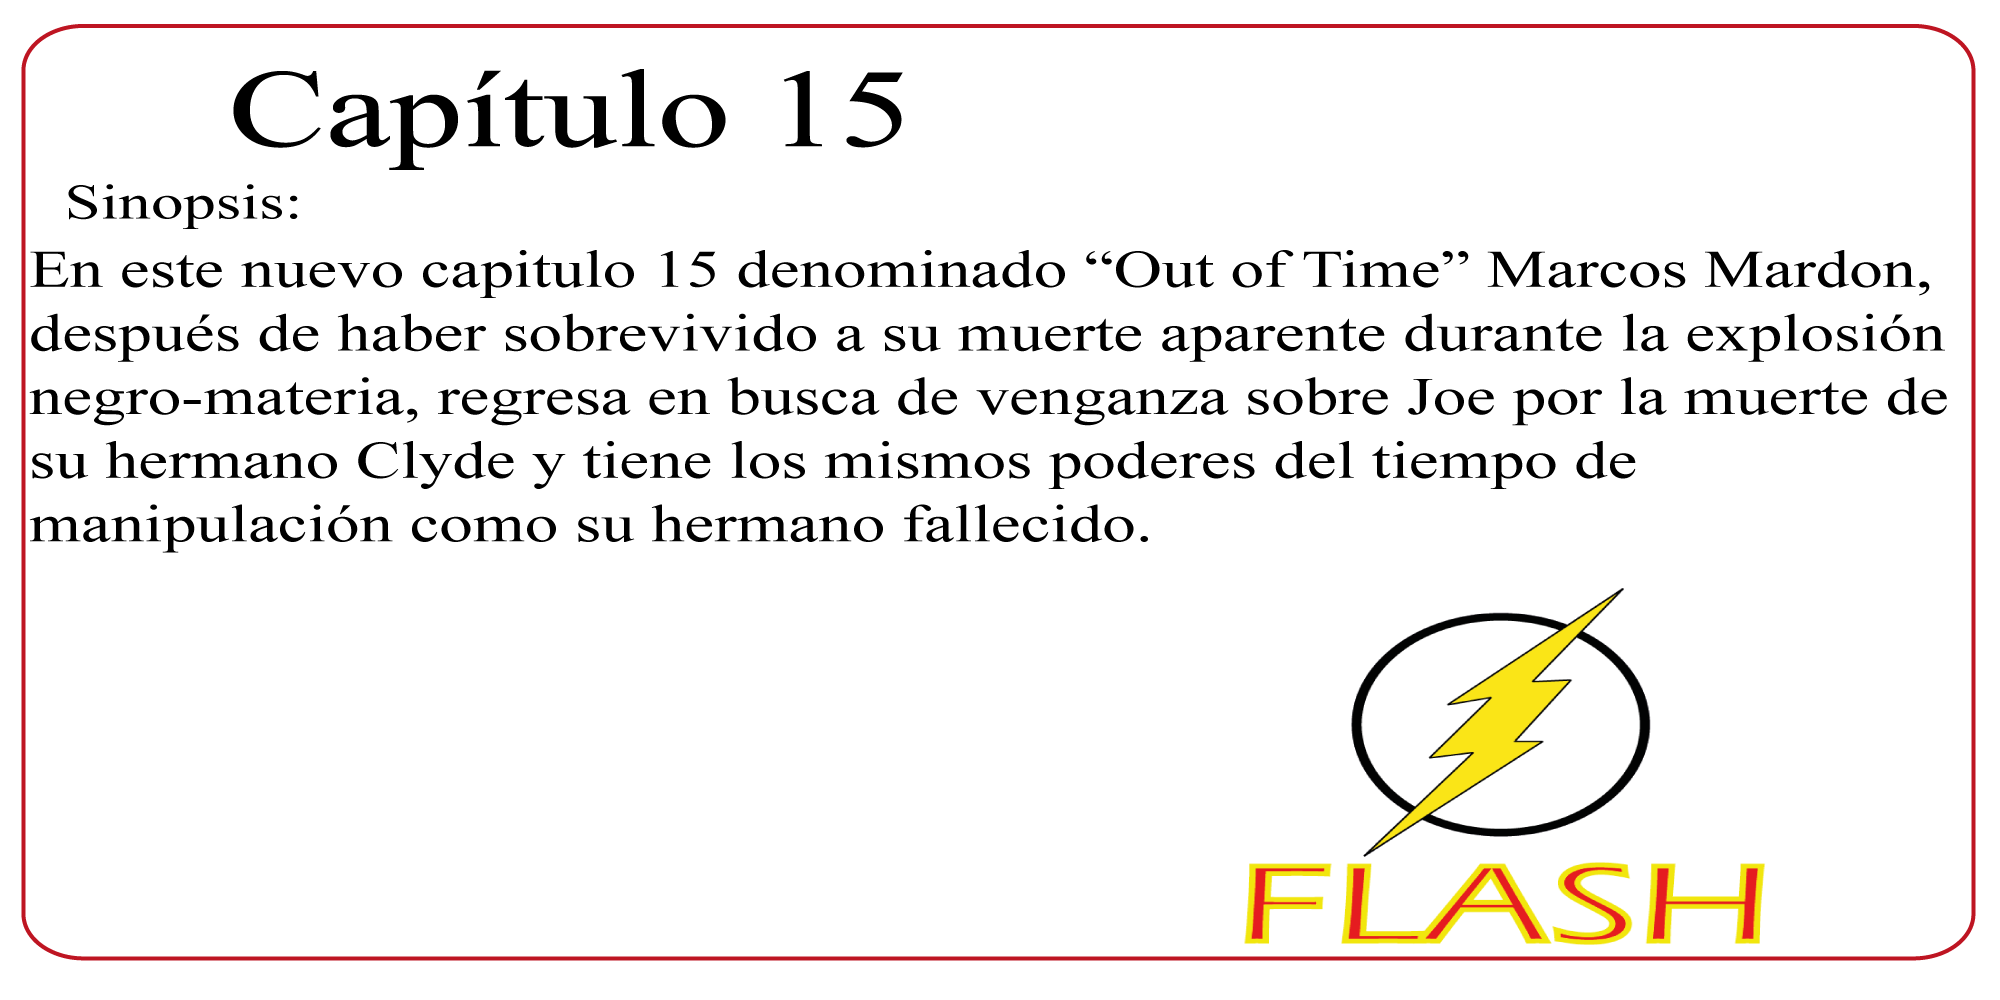 Capítulo 15
Sinopsis:
En este nuevo capitulo 15 denominado “Out of Time” Marcos Mardon,
después de haber sobrevivido a su muerte aparente durante la explosión
negro-materia, regresa en busca de venganza sobre Joe por la muerte de
su hermano Clyde y tiene los mismos poderes del tiempo de
manipulación como su hermano fallecido.
FLASH